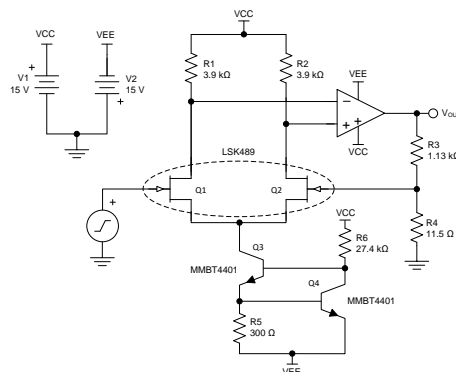 VCC
VCC
VEE
+
V1
15 V
V2
15 V
+
R1
3.9 kΩ
R2
3.9 kΩ
VEE
−
+
+
VCC
VOU
R3
1.13 kΩ
LSK489
Q1
Q2
+
R4
11.5 Ω
VCC
R6
27.4 kΩ
Q3
MMBT4401
Q4
MMBT4401
R5
300 Ω
VEE